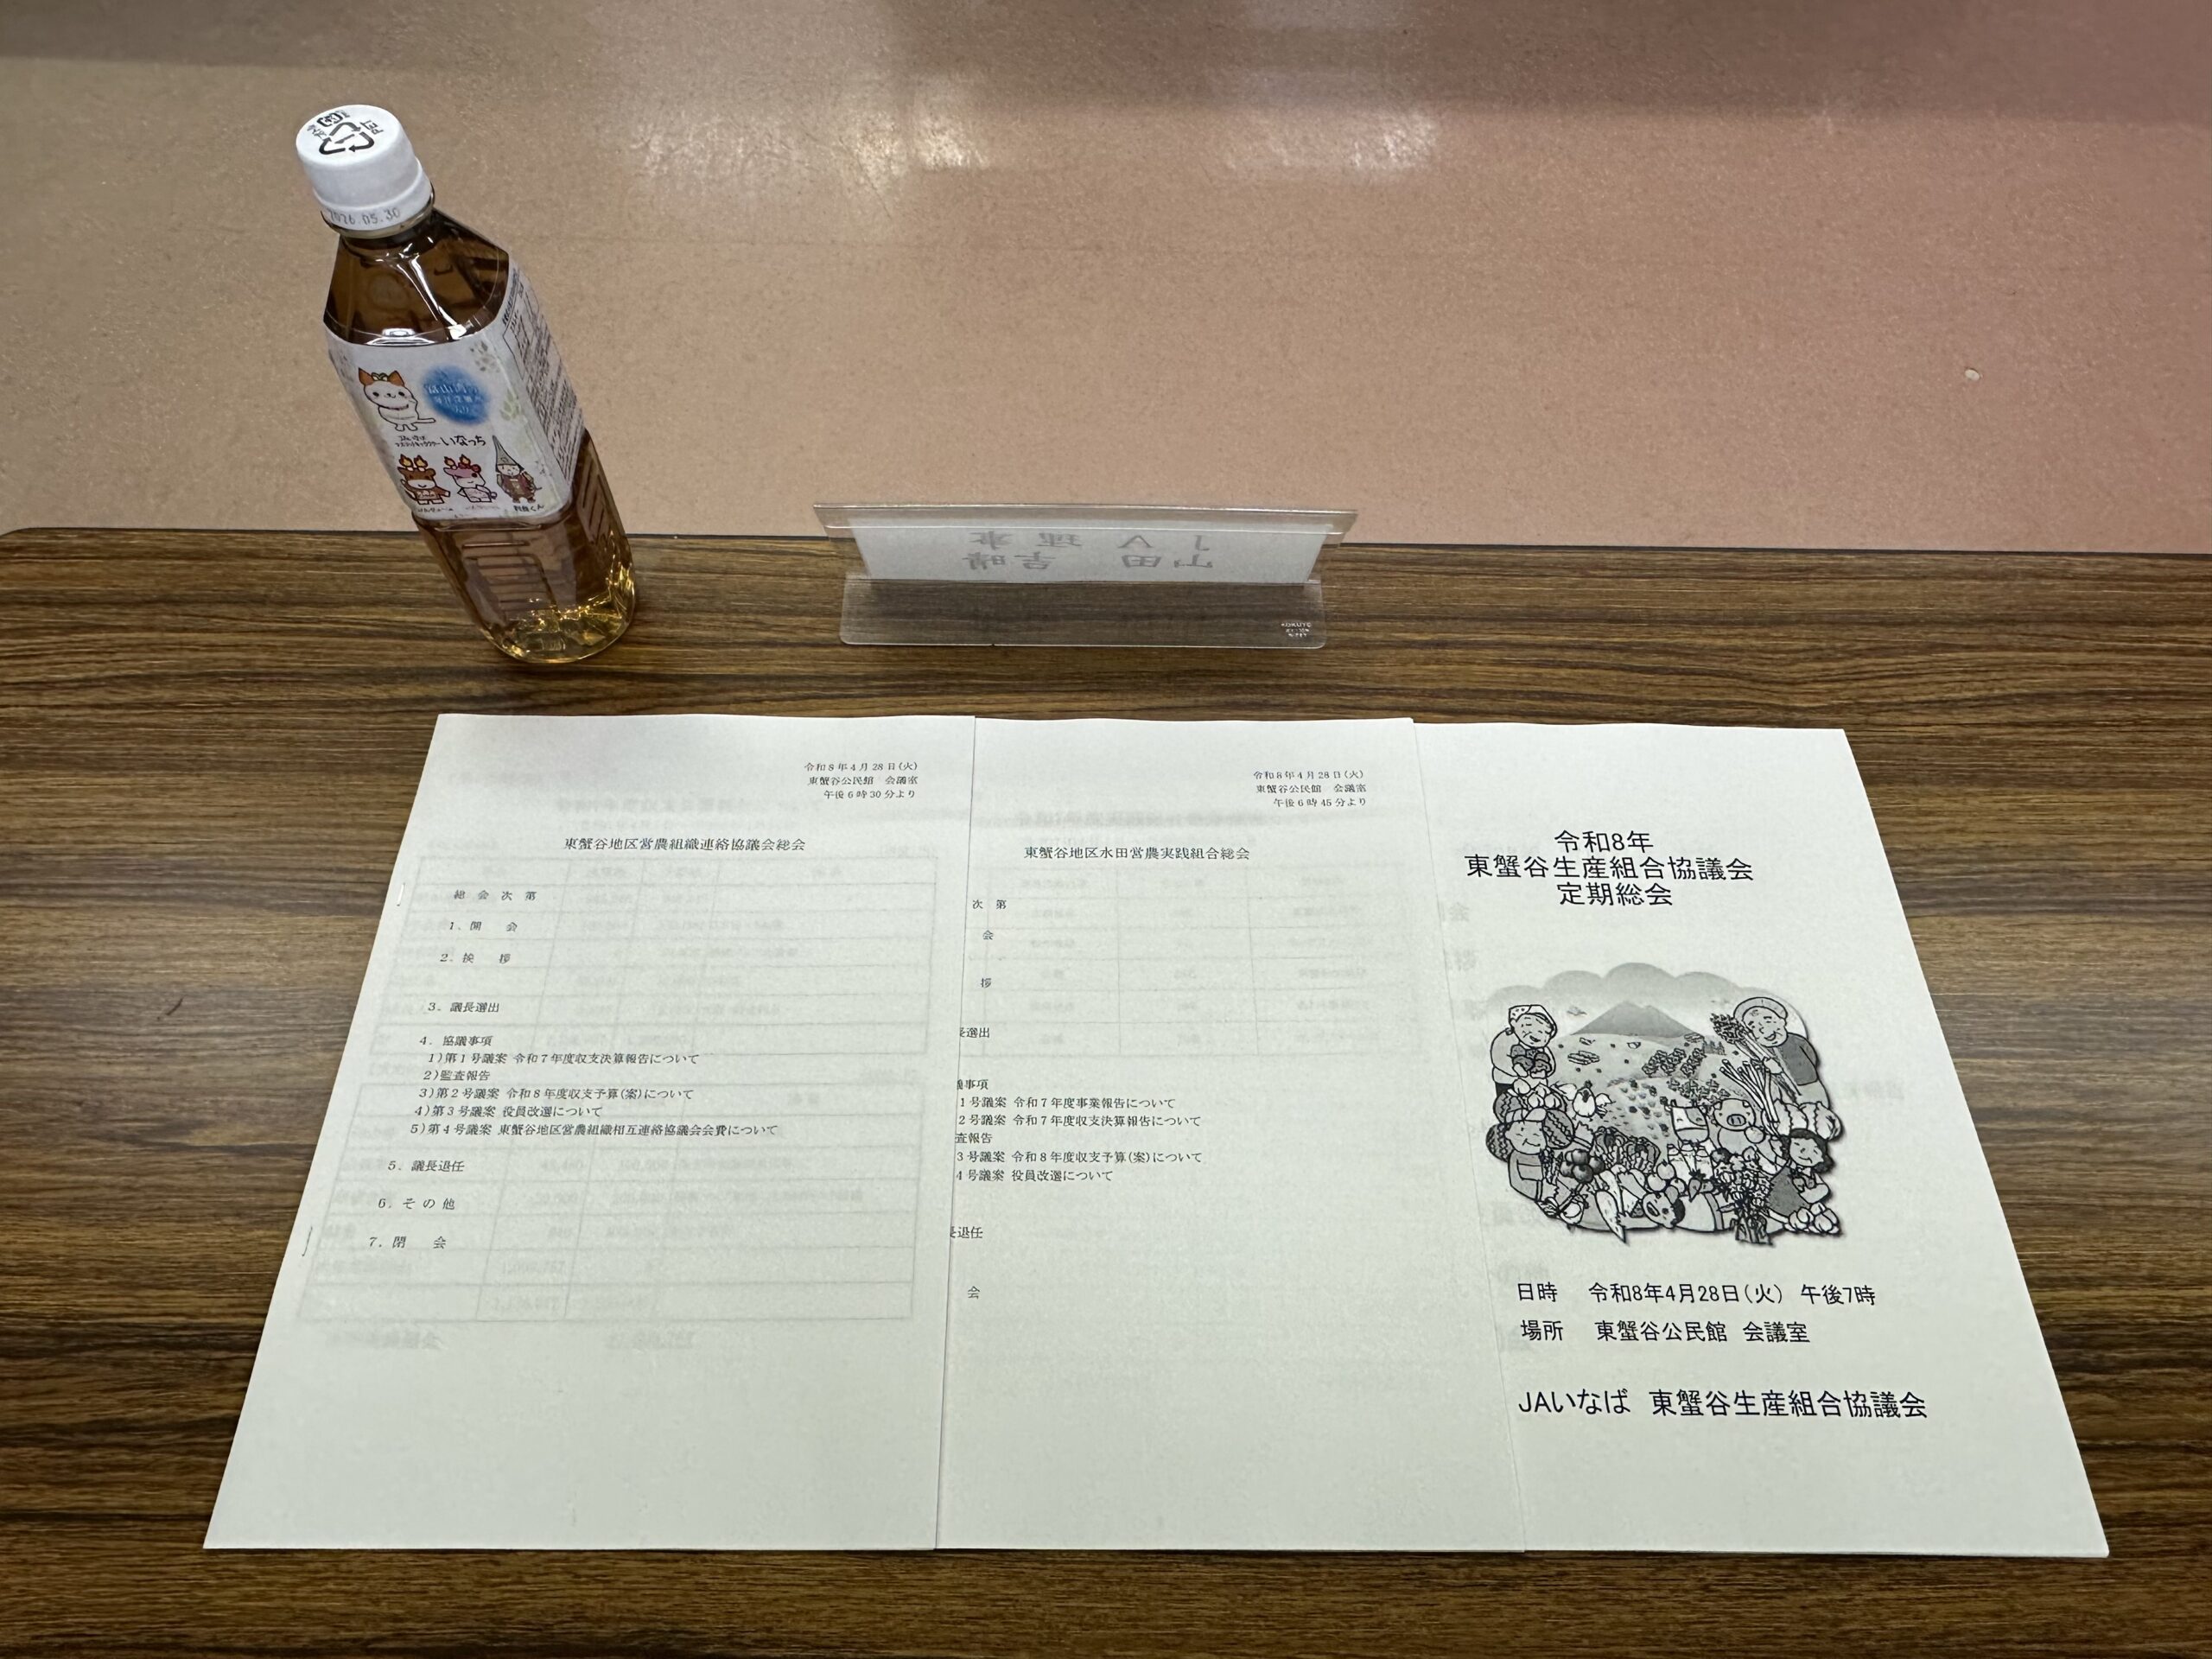 2026.05.30
いなっち
令和8年4月28日(火)
東蟹谷公民館 会議室
午後6時30分より
東蟹谷地区営農組織連絡協議会総会
総 会 次 第
1. 開 会
2. 挨 拶
3. 議長選出
4. 協議事項
1)第1号議案 令和7年度収支決算報告について
2)監査報告
3)第2号議案 令和8年度収支予算(案)について
4)第3号議案 役員改選について
5)第4号議案 東蟹谷地区営農組織相互連絡協議会会費について
5. 議長退任
6. その他
7. 閉 会
令和8年4月28日(火)
東蟹谷公民館 会議室
午後6時45分より
東蟹谷地区水田営農実践組合総会
次 第
会
拶
長選出
議事項
1号議案 令和7年度事業報告について
2号議案 令和7年度収支決算報告について
査報告
3号議案 令和8年度収支予算(案)について
4号議案 役員改選について
長退任
会
令和8年
東蟹谷生産組合協議会
定期総会
日時 令和8年4月28日(火) 午後7時
場所 東蟹谷公民館 会議室
JAいなば 東蟹谷生産組合協議会